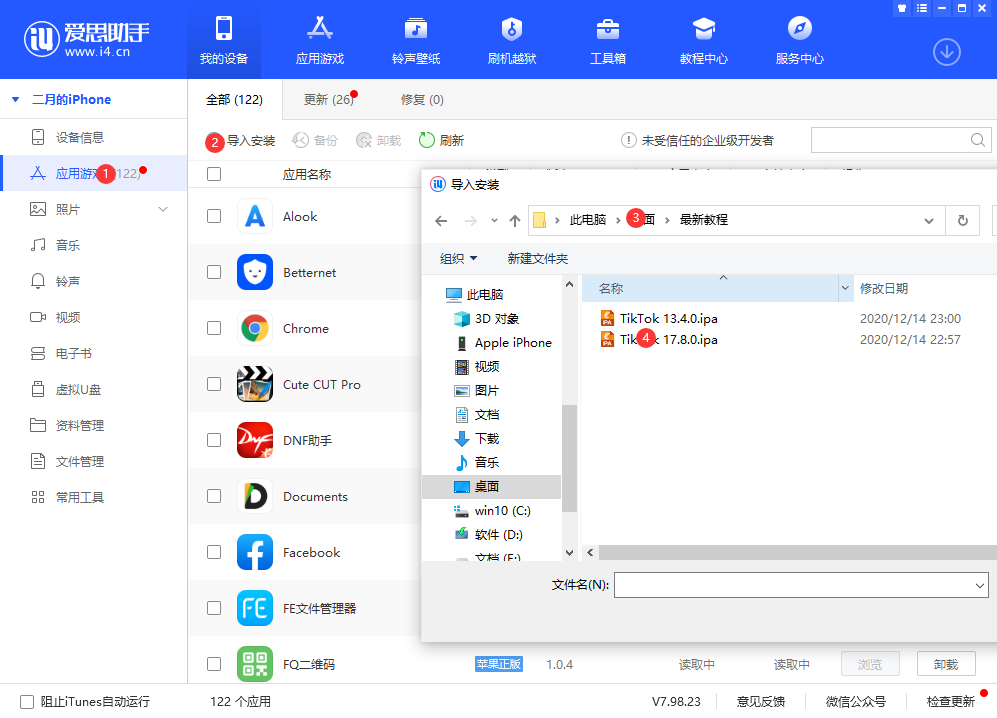 爱思助手
www.i4.cn
我的设备
应用游戏
铃声壁纸
刷机越狱
工具箱
教程中心
服务中心
二月的iPhone
设备信息
应用游 1 122)
照片
音乐
铃声
视频
电子书
虚拟U盘
资料管理
文件管理
常用工具
全部 (122)
更新 (26)
修复 (0)
2 导入安装
备份
卸载
刷新
未受信任的企业级开发者
应用名称
Alook
Betternet
Chrome
Cute CUT Pro
DNF助手
Documents
Facebook
FE文件管理器
FQ二维码
苹果正版
1.0.4
读取中
读取中
浏览
卸载
导入安装
此电脑
3 面
最新教程
组织
新建文件夹
此电脑
3D 对象
Apple iPhone
视频
图片
文档
下载
音乐
桌面
win10 (C:)
软件 (D:)
文档 (E:)
名称
修改日期
TikTok 13.4.0.ipa
2020/12/14 23:00
Tik 4 k 17.8.0.ipa
2020/12/14 22:57
文件名(N):
阻止iTunes自动运行
122 个应用
V7.98.23
意见反馈
微信公众号
检查更新